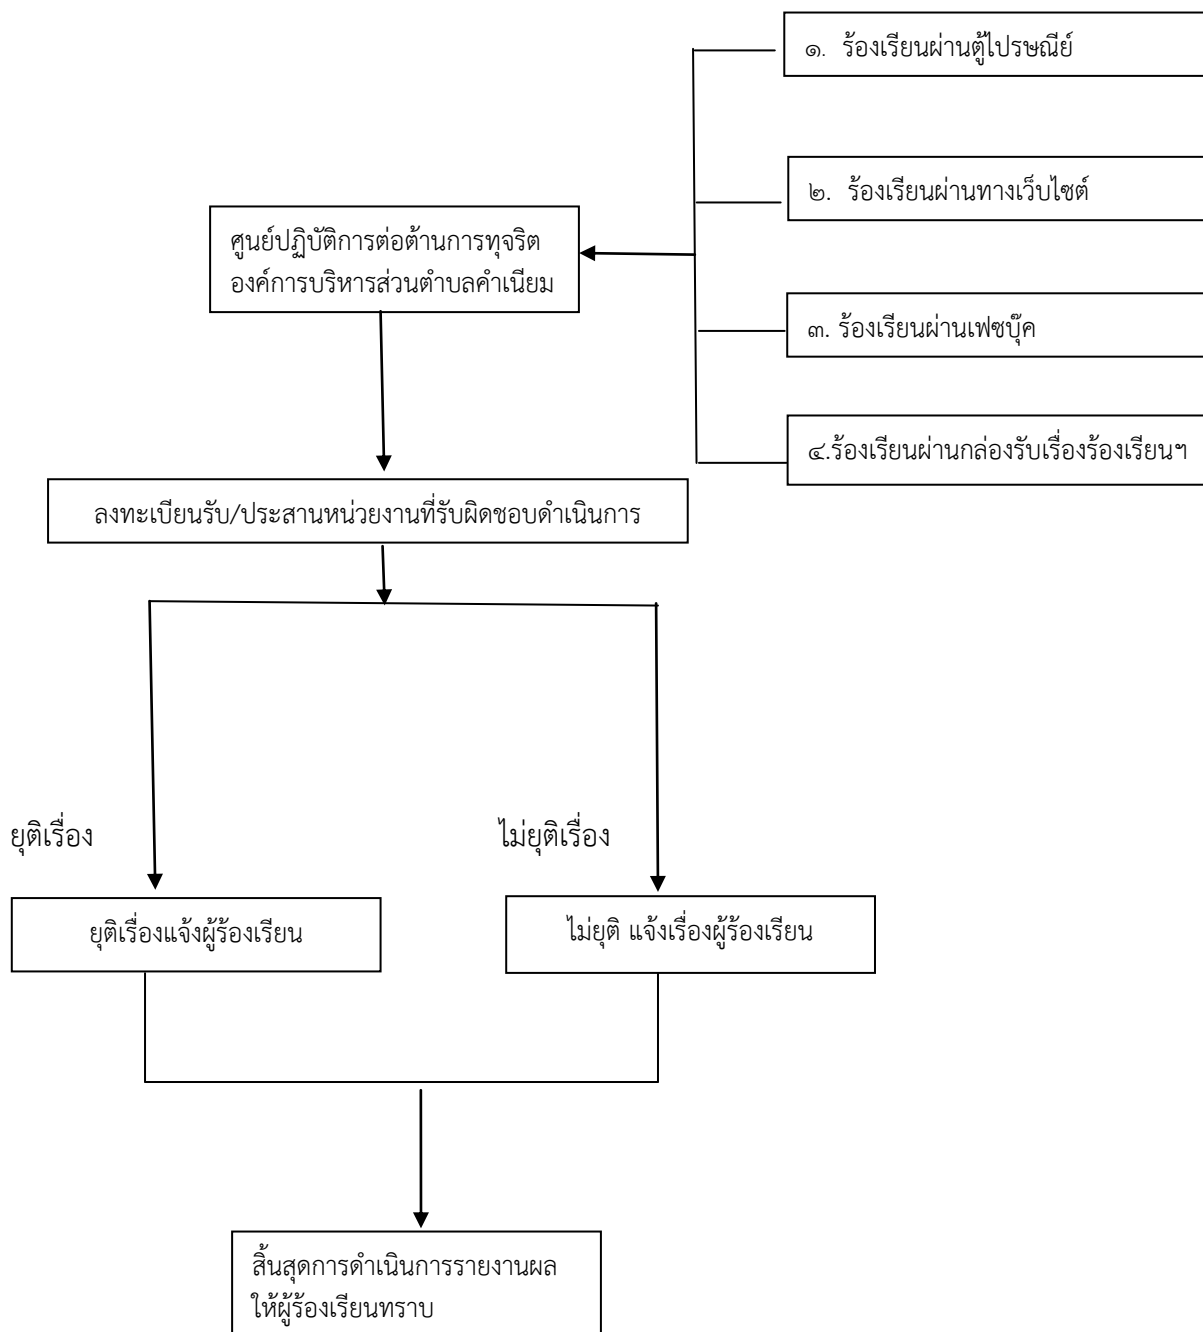 ๑. ร้องเรียนผ่านตู้ไปรษณีย์
๒. ร้องเรียนผ่านทางเว็บไซต์
ศูนย์ปฏิบัติการต่อต้านการทุจริต
องค์การบริหารส่วนตำบลคำเนียม
๓. ร้องเรียนผ่านเฟซบุ๊ค
๔.ร้องเรียนผ่านกล่องรับเรื่องร้องเรียนฯ
ลงทะเบียนรับ/ประสานหน่วยงานที่รับผิดชอบดำเนินการ
ยุติเรื่อง
ไม่ยุติเรื่อง
ยุติเรื่องแจ้งผู้ร้องเรียน
ไม่ยุติ แจ้งเรื่องผู้ร้องเรียน
สิ้นสุดการดำเนินการรายงานผล
ให้ผู้ร้องเรียนทราบ